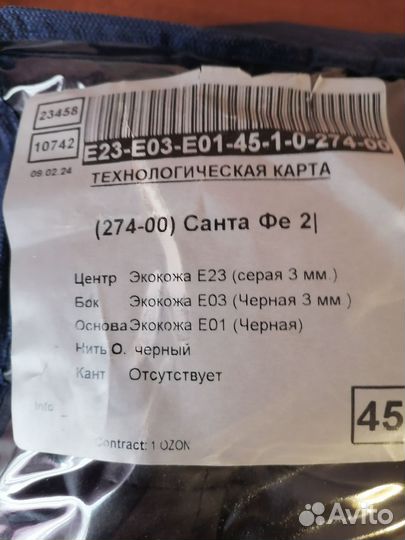 23458
10742
E23-E03-E01-45-1-0-274-00
09.02.24
ТЕХНОЛОГИЧЕСКАЯ КАРТА
(274-00) Санта Фе 2|
Центр Экокожа E23 (серая 3 мм.)
Бок Экокожа E03 (Черная 3 мм.)
Основа Экокожа E01 (Черная)
Нить О. черный
Кант Отсутствует
Info
45
Contract: 1 OZON
Avito